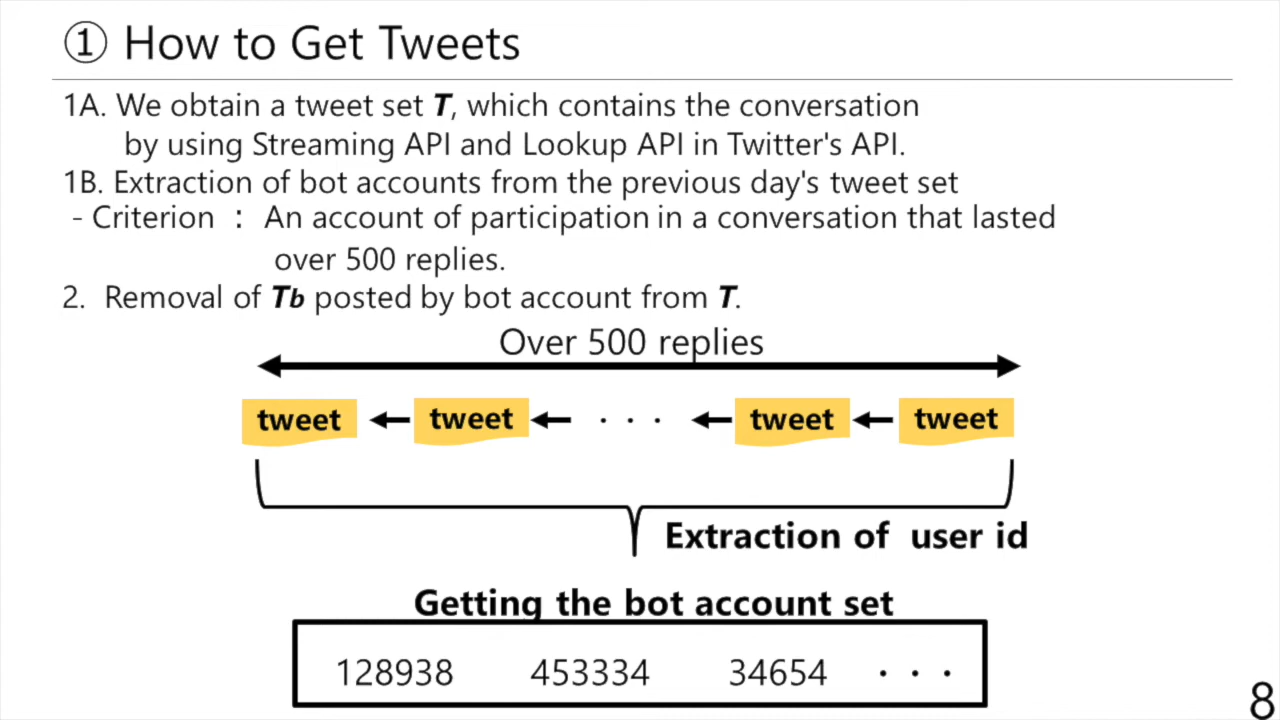 ① How to Get Tweets
1A. We obtain a tweet set T, which contains the conversation
by using Streaming API and Lookup API in Twitter's API.
1B. Extraction of bot accounts from the previous day's tweet set
- Criterion : An account of participation in a conversation that lasted
over 500 replies.
2. Removal of Tb posted by bot account from T.
Over 500 replies
tweet tweet · · · tweet tweet
Extraction of user id
Getting the bot account set
128938 453334 34654 · · ·
8